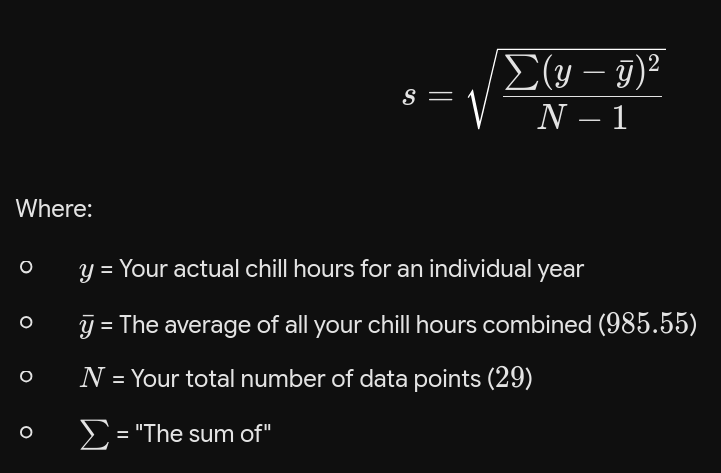 s = √(∑(y − ȳ)² / (N − 1))
Where:
○ y = Your actual chill hours for an individual year
○ ȳ = The average of all your chill hours combined (985.55)
○ N = Your total number of data points (29)
○ ∑ = "The sum of"